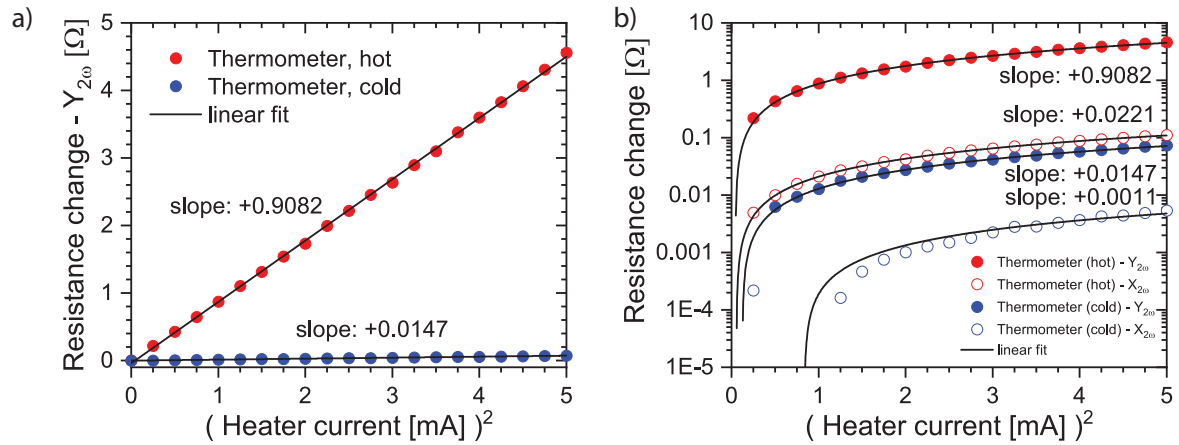 a)
Resistance change - Y₂ω [Ω]
5
4
3
2
1
0
Thermometer, hot
Thermometer, cold
linear fit
slope: +0.9082
slope: +0.0147
0 1 2 3 4 5
( Heater current [mA] )²
b)
Resistance change [Ω]
10
1
0.1
0.01
0.001
1E-4
1E-5
slope: +0.9082
slope: +0.0221
slope: +0.0147
slope: +0.0011
Thermometer (hot) - Y₂ω
Thermometer (hot) - X₂ω
Thermometer (cold) - Y₂ω
Thermometer (cold) - X₂ω
linear fit
0 1 2 3 4 5
( Heater current [mA] )²